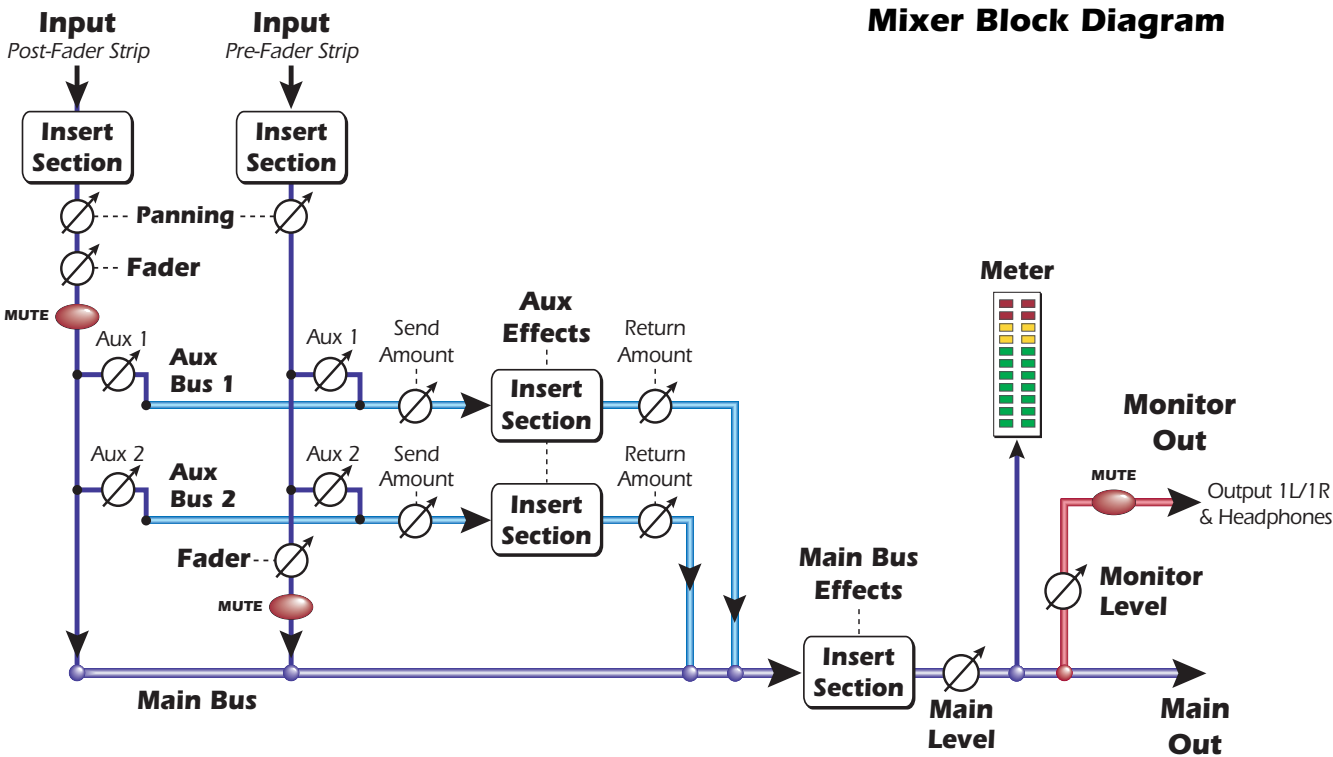 Mixer Block Diagram
Input
Post-Fader Strip
Input
Pre-Fader Strip
Insert
Section
Insert
Section
Panning
Fader
MUTE
Aux 1
Aux
Bus 1
Aux 1
Send
Amount
Aux
Effects
Insert
Section
Return
Amount
Aux 2
Aux
Bus 2
Aux 2
Send
Amount
Insert
Section
Return
Amount
Fader
MUTE
Main Bus
Main Bus
Effects
Insert
Section
Main
Level
Meter
Monitor
Out
MUTE
Output 1L/1R
& Headphones
Monitor
Level
Main
Out